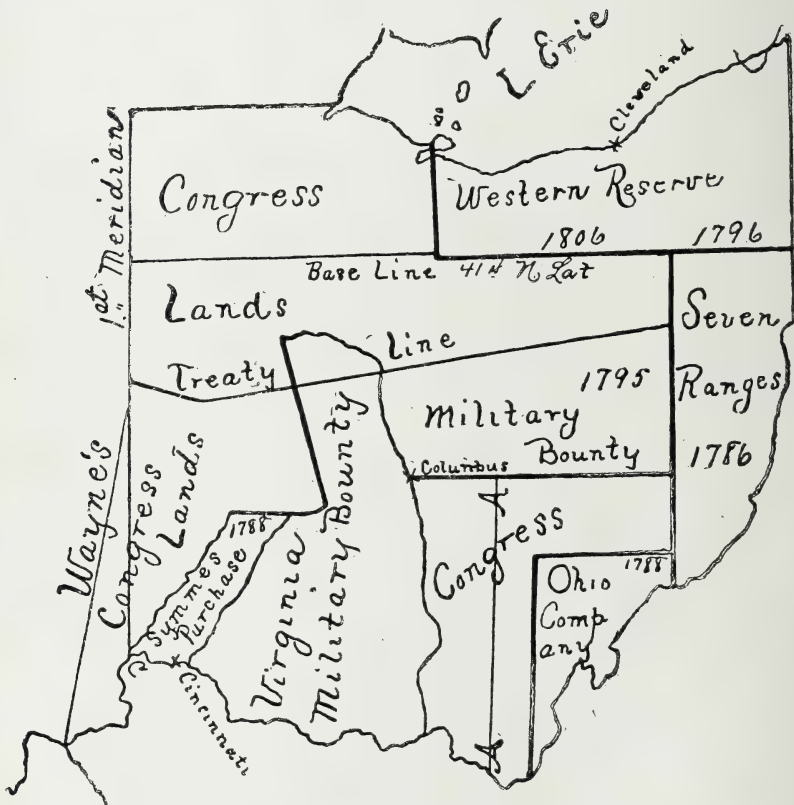 L Erie
Cleveland
1st Meridian
Congress
Western Reserve
1806
1796
Base Line 41st N Lat
Lands
Seven
Treaty
Line
1795
Ranges
Military
Bounty
1786
Columbus
Wayne's
Congress
Lands
1788
Symmes
Purchase
Virginia
Military Bounty
Congress
A
A
1788
Ohio
Comp
any
Cincinnati